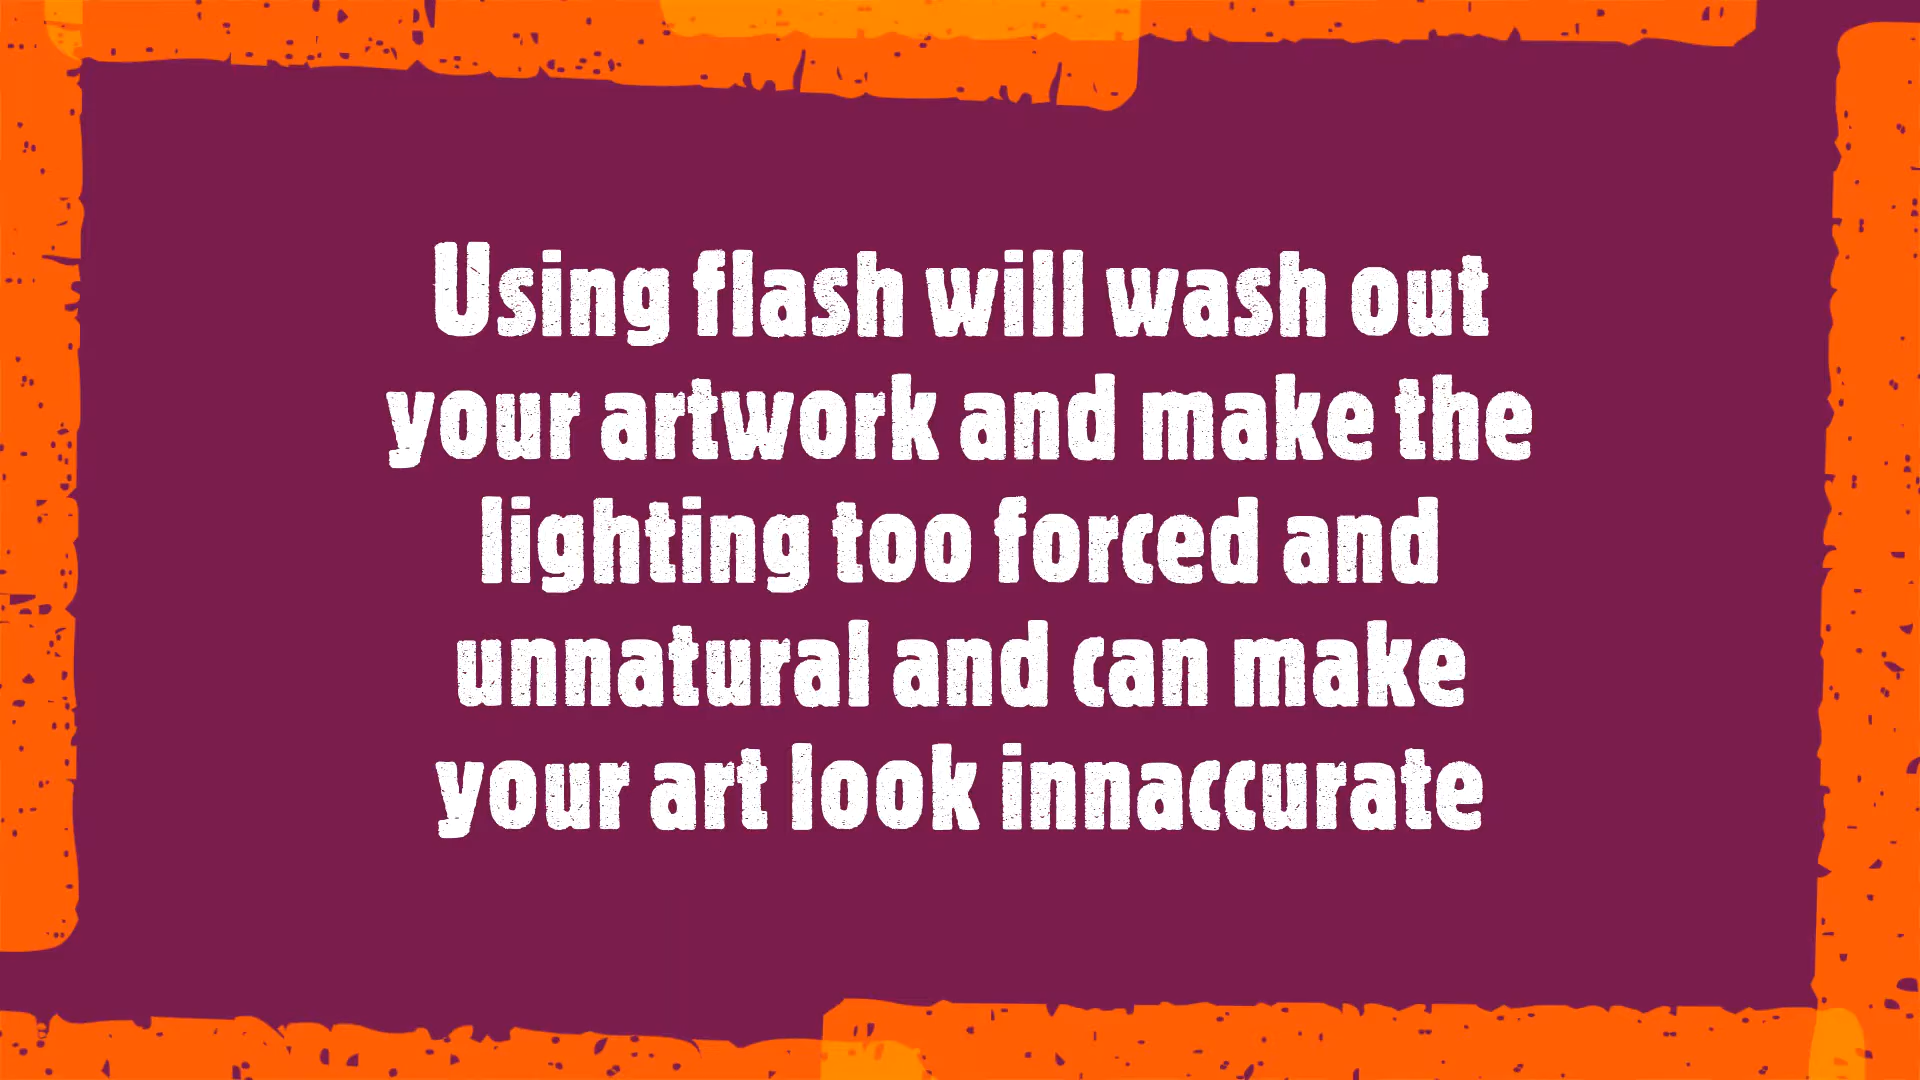 Using flash will wash out
your artwork and make the
lighting too forced and
unnatural and can make
your art look innaccurate